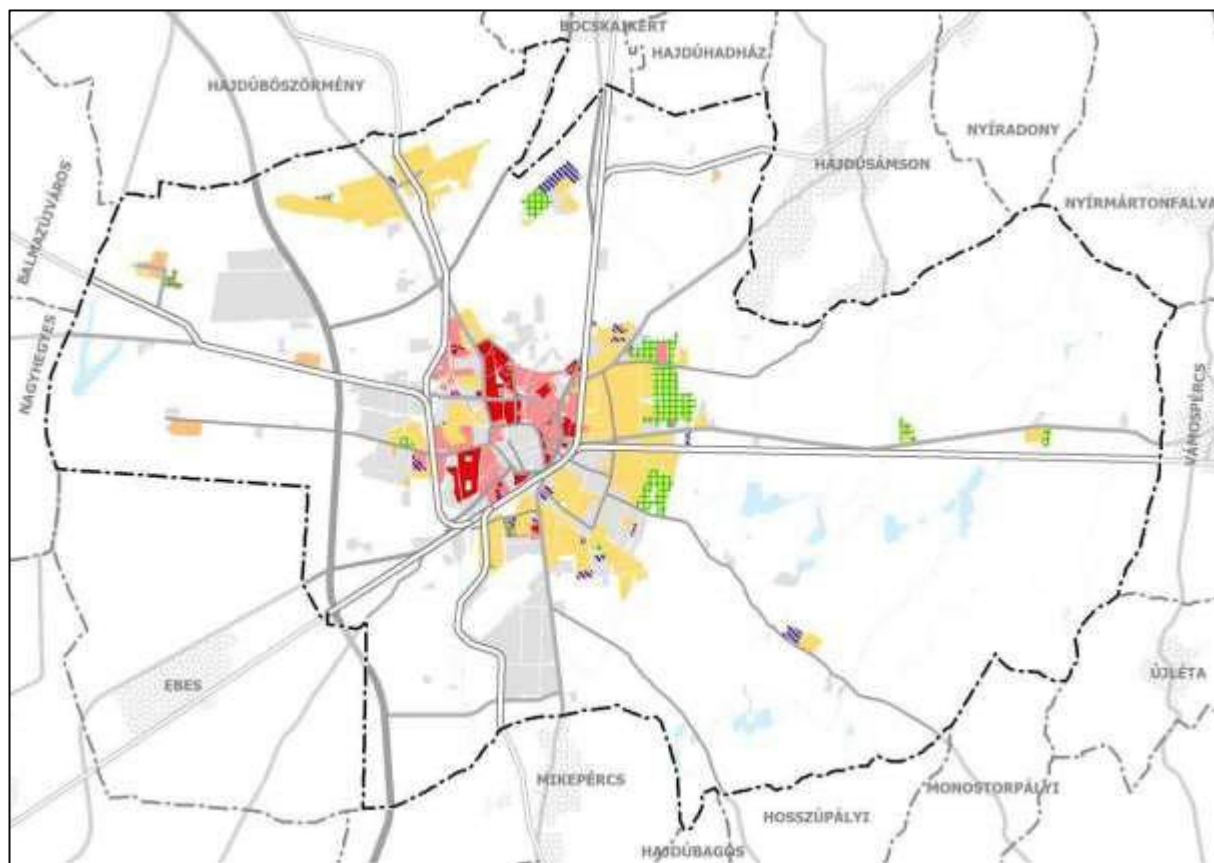 BOCSKAIKERT
HAJDÚHADHÁZ
HAJDÚBÖSZÖRMÉNY
NYÍRADONY
HAJDÚSÁMSON
NYÍRMÁRTONFALVA
BALMAZÚJVÁROS
NAGYHEGYES
VÁMOSPÉRCS
EBES
ÚJLÉTA
MIKEPÉRCS
MONOSTORPÁLYI
HOSSZÚPÁLYI
HAJDÚBAGOS